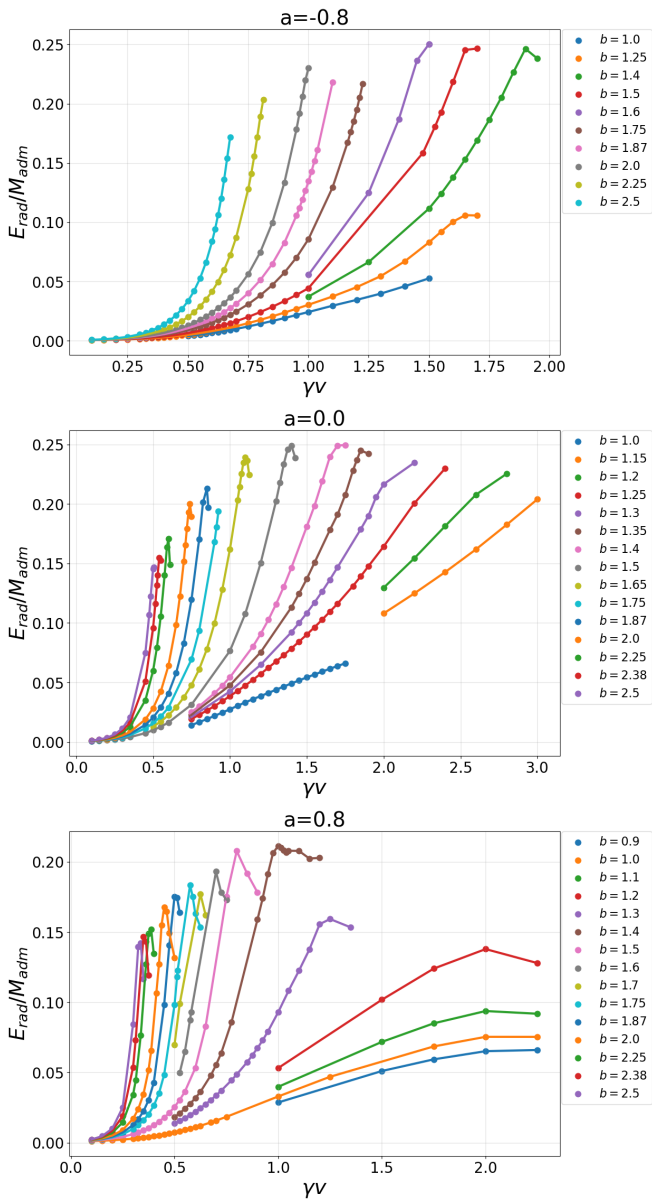 a=-0.8
E_rad/M_adm
0.25
0.20
0.15
0.10
0.05
0.00
0.25 0.50 0.75 1.00 1.25 1.50 1.75 2.00
γv
b = 1.0
b = 1.25
b = 1.4
b = 1.5
b = 1.6
b = 1.75
b = 1.87
b = 2.0
b = 2.25
b = 2.5
a=0.0
E_rad/M_adm
0.25
0.20
0.15
0.10
0.05
0.00
0.0 0.5 1.0 1.5 2.0 2.5 3.0
γv
b = 1.0
b = 1.15
b = 1.2
b = 1.25
b = 1.3
b = 1.35
b = 1.4
b = 1.5
b = 1.65
b = 1.75
b = 1.87
b = 2.0
b = 2.25
b = 2.38
b = 2.5
a=0.8
E_rad/M_adm
0.20
0.15
0.10
0.05
0.00
0.0 0.5 1.0 1.5 2.0
γv
b = 0.9
b = 1.0
b = 1.1
b = 1.2
b = 1.3
b = 1.4
b = 1.5
b = 1.6
b = 1.7
b = 1.75
b = 1.87
b = 2.0
b = 2.25
b = 2.38
b = 2.5